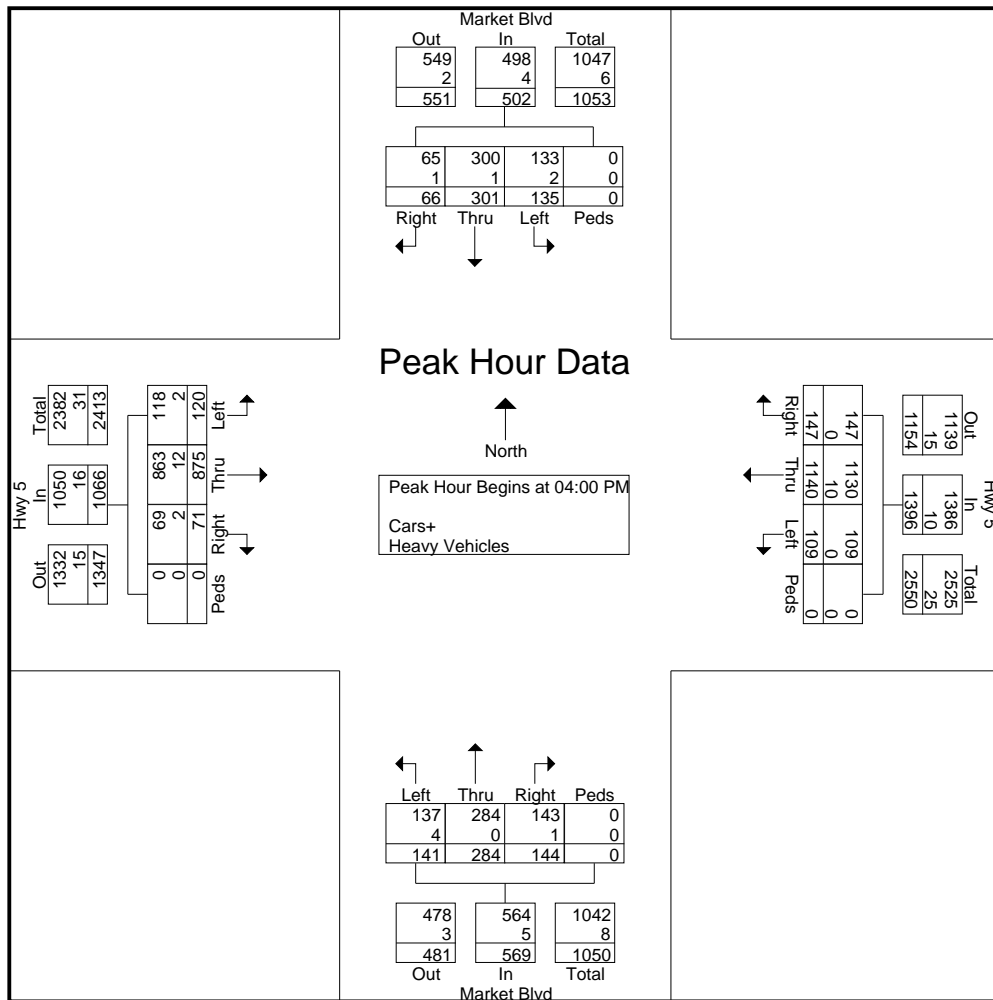 Market Blvd
Out In Total
549 498 1047
2 4 6
551 502 1053
65 300 133 0
1 1 2 0
66 301 135 0
Right Thru Left Peds
Peak Hour Data
North
Peak Hour Begins at 04:00 PM
Cars+
Heavy Vehicles
Hwy 5
Total In Out
2382 1050 1332
31 16 15
2413 1066 1347
118 863 69 0
2 12 2 0
120 875 71 0
Left Thru Right Peds
Right Thru Left Peds
147 1140 109 0
0 10 0 0
147 1130 109 0
Out In Total
1139 1386 2525
15 10 25
1154 1396 2550
Hwy 5
Left Thru Right Peds
137 284 143 0
4 0 1 0
141 284 144 0
478 564 1042
3 5 8
481 569 1050
Out In Total
Market Blvd